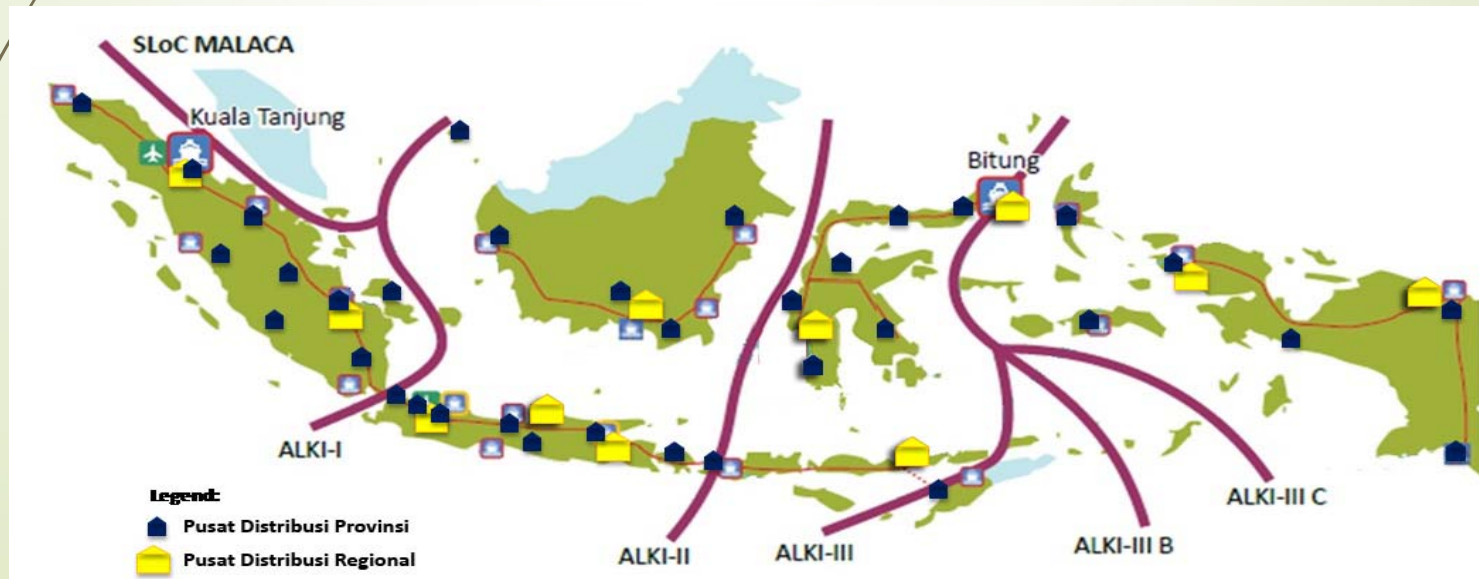 SLoC MALACA
Kuala Tanjung
Bitung
ALKI-I
ALKI-II
ALKI-III
ALKI-III B
ALKI-III C
Legend:
Pusat Distribusi Provinsi
Pusat Distribusi Regional